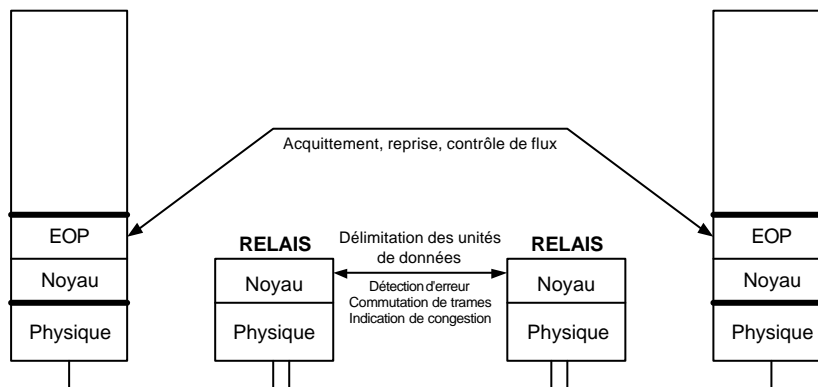 Acquittement, reprise, contrôle de flux
EOP
Noyau
Physique
RELAIS
Noyau
Physique
Délimitation des unités
de données
Détection d'erreur
Commutation de trames
Indication de congestion
RELAIS
Noyau
Physique
EOP
Noyau
Physique